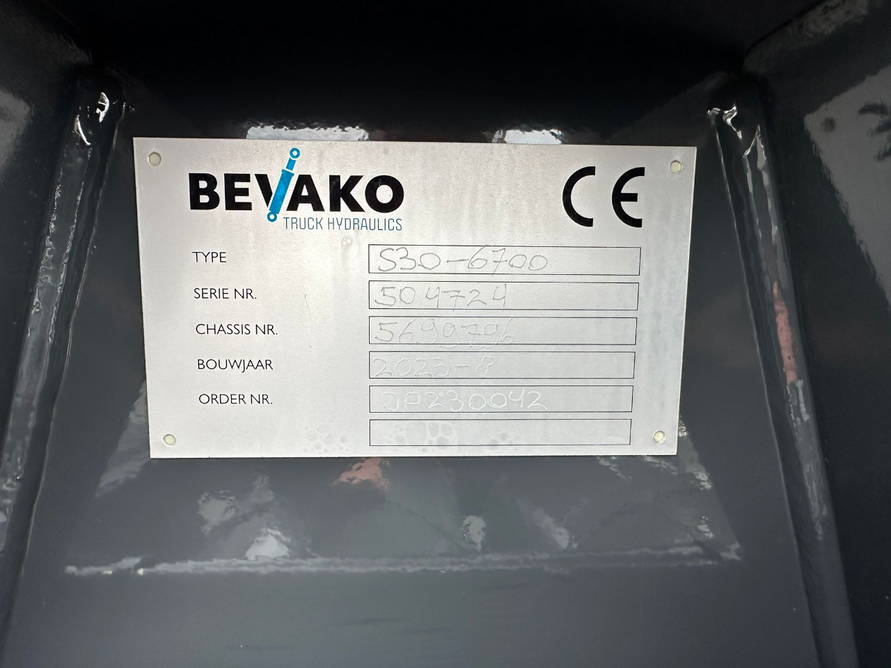 BEVAKO
TRUCK HYDRAULICS
CE
TYPE S30-6700
SERIE NR. 504724
CHASSIS NR.
BOUWJAAR
ORDER NR.